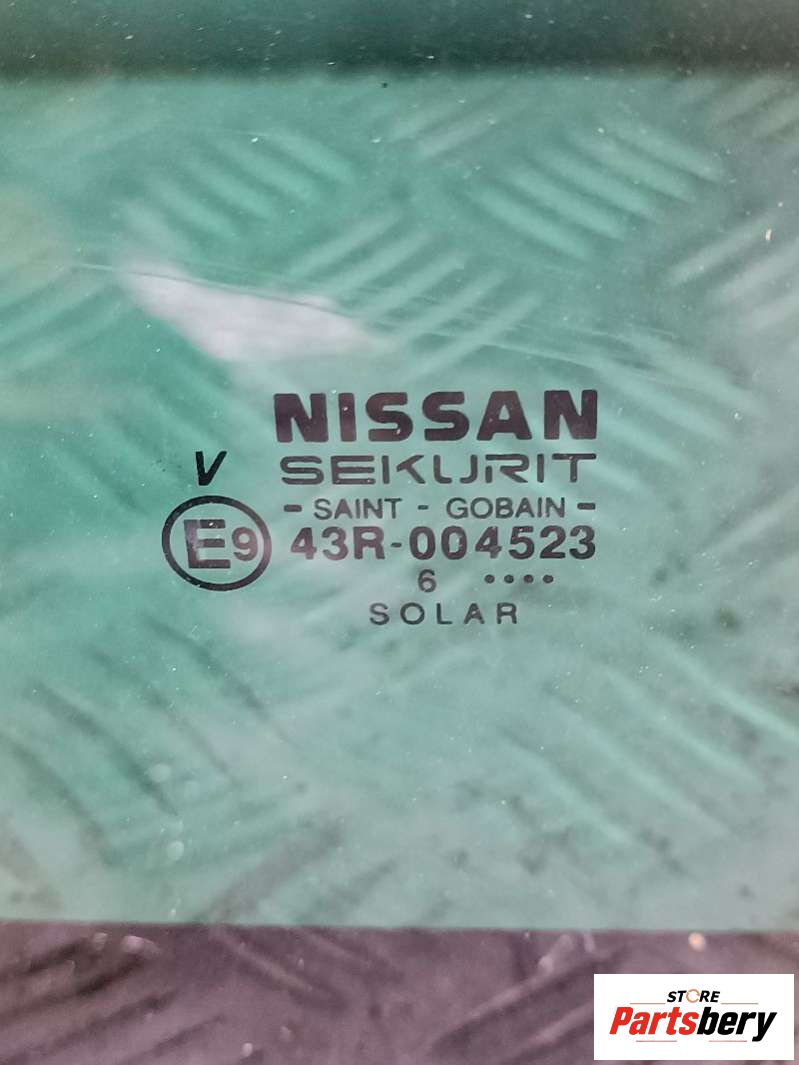 NISSAN
V SEKURIT
- SAINT - GOBAIN -
E9 43R-004523
6 ····
SOLAR
STORE
Partsbery